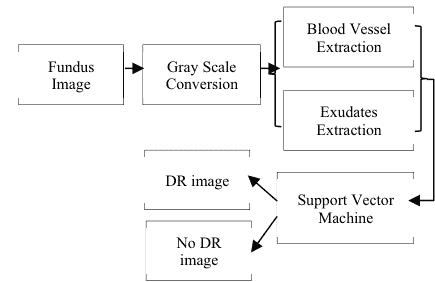 Fundus
Image
Gray Scale
Conversion
Blood Vessel
Extraction
Exudates
Extraction
Support Vector
Machine
DR image
No DR
image